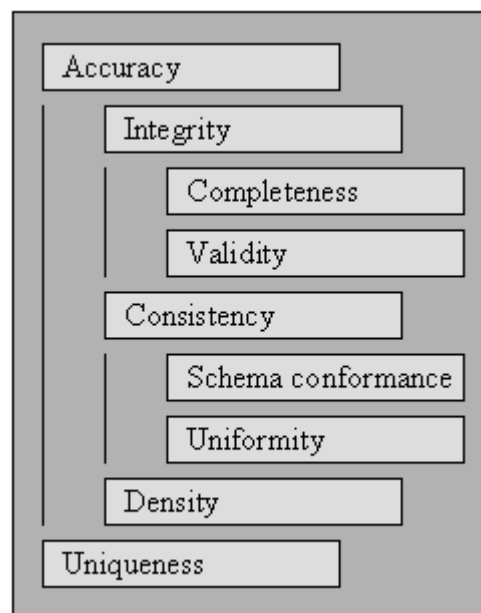 Accuracy
Integrity
Completeness
Validity
Consistency
Schema conformance
Uniformity
Density
Uniqueness